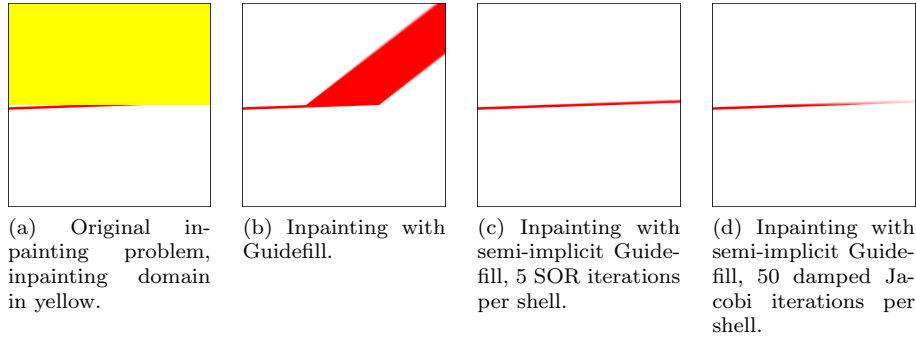 (a) Original in-
painting problem,
inpainting domain
in yellow.
(b) Inpainting with
Guidefill.
(c) Inpainting with
semi-implicit Guide-
fill, 5 SOR iterations
per shell.
(d) Inpainting with
semi-implicit Guide-
fill, 50 damped Ja-
cobi iterations per
shell.